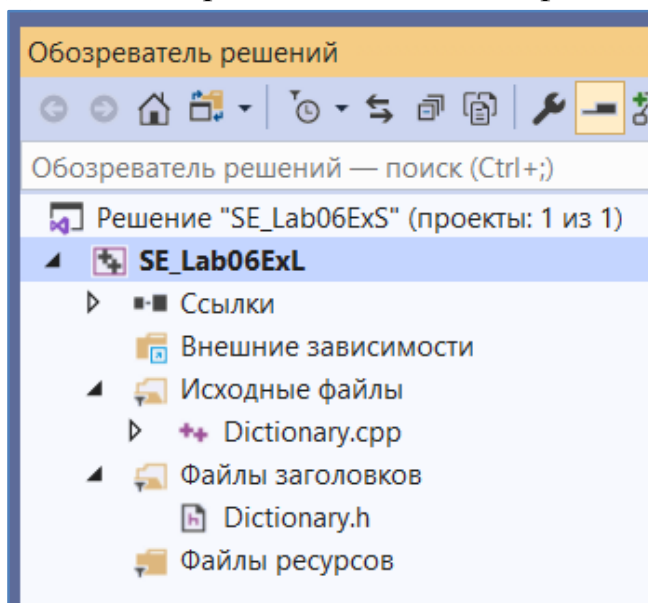 Обозреватель решений
Обозреватель решений — поиск (Ctrl+;)
Решение "SE_Lab06ExS" (проекты: 1 из 1)
SE_Lab06ExL
Ссылки
Внешние зависимости
Исходные файлы
Dictionary.cpp
Файлы заголовков
Dictionary.h
Файлы ресурсов